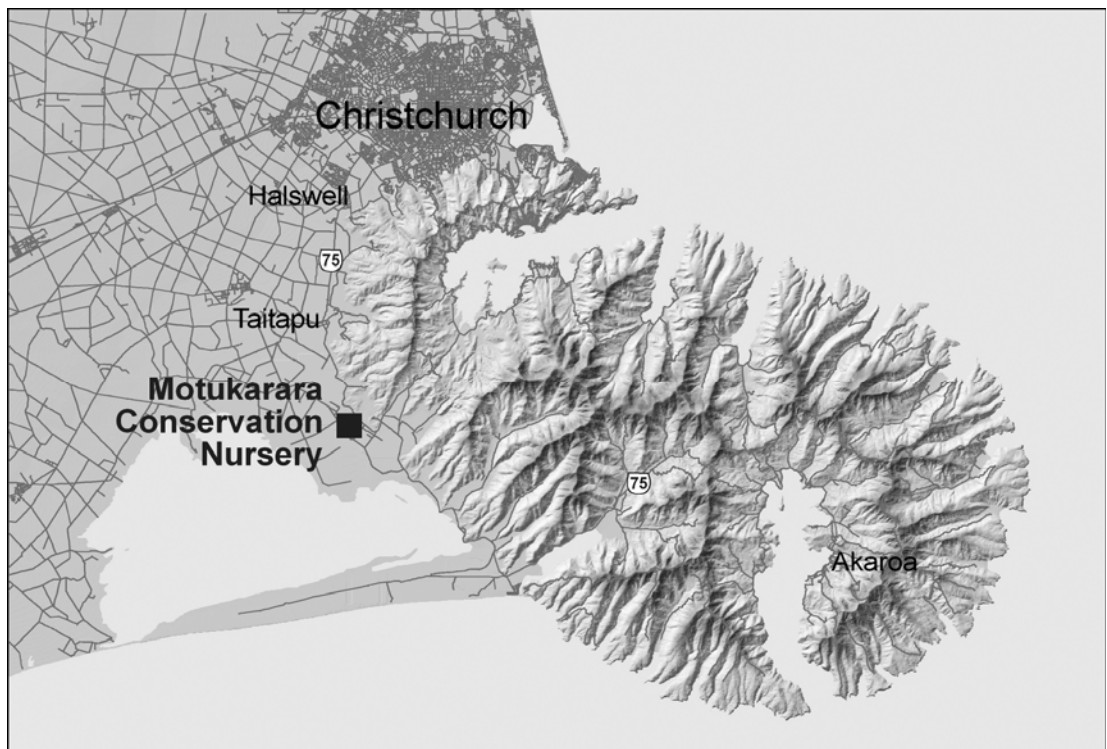 Christchurch
Halswell
75
Taitapu
Motukarara
Conservation
Nursery
75
Akaroa